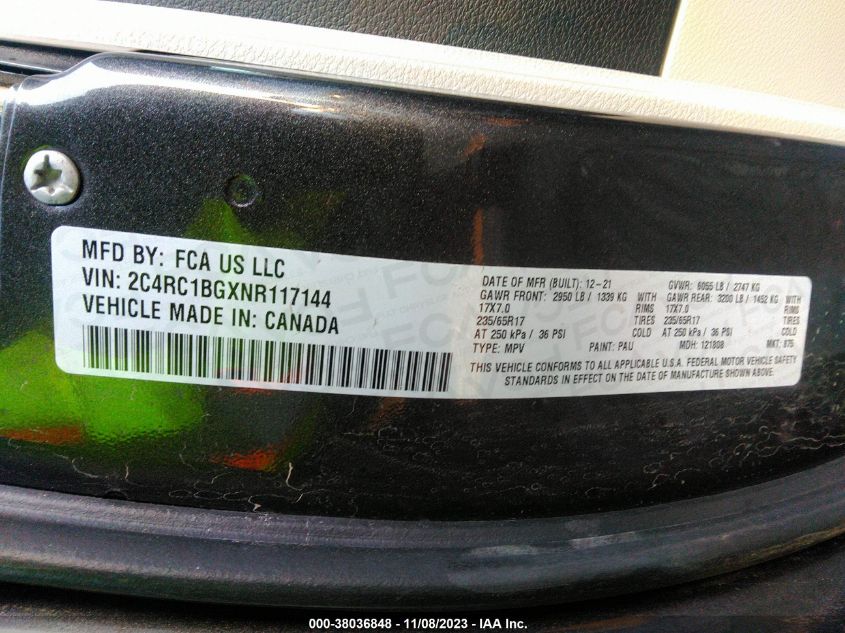 MFD BY: FCA US LLC
VIN: 2C4RC1BGXNR117144
VEHICLE MADE IN: CANADA
DATE OF MFR (BUILT): 12-21 GVWR: 6055 LB / 2747 KG
GAWR FRONT: 2950 LB / 1339 KG WITH GAWR REAR: 3200 LB / 1452 KG WITH
17X7.0 RIMS 17X7.0 RIMS
235/65R17 TIRES 235/65R17 TIRES
AT 250 kPa / 36 PSI COLD AT 250 kPa / 36 PSI COLD
TYPE: MPV PAINT: PAU MDH: 121808 MKT: 875
THIS VEHICLE CONFORMS TO ALL APPLICABLE U.S.A. FEDERAL MOTOR VEHICLE SAFETY
STANDARDS IN EFFECT ON THE DATE OF MANUFACTURE SHOWN ABOVE.
000-38036848 - 11/08/2023 - IAA Inc.